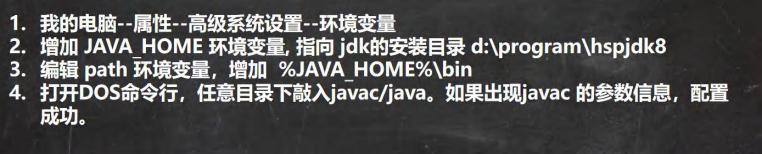 1. 我的电脑--属性--高级系统设置--环境变量
2. 增加 JAVA_HOME 环境变量, 指向 jdk的安装目录 d:\program\hspjdk8
3. 编辑 path 环境变量，增加 %JAVA_HOME%\bin
4. 打开DOS命令行，任意目录下敲入javac/java。如果出现javac 的参数信息，配置
成功。